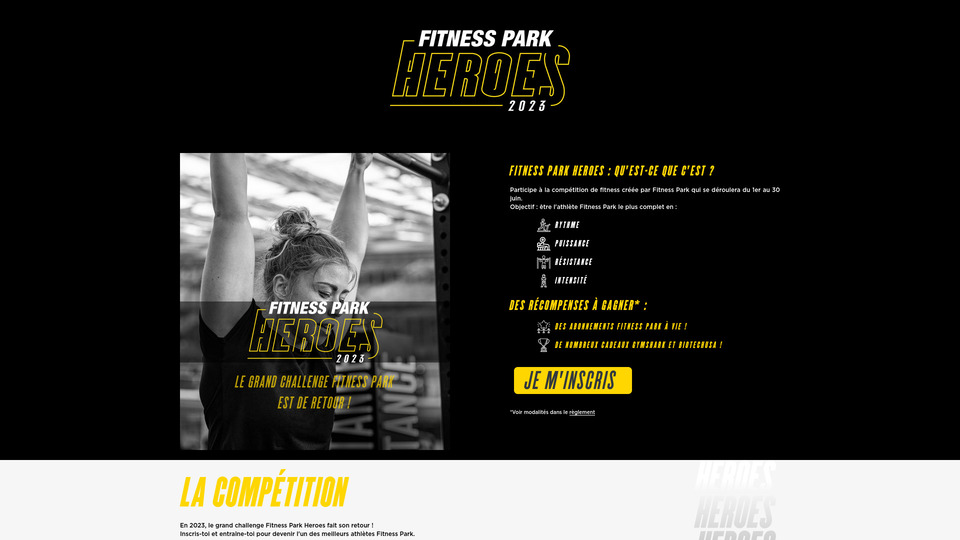 FITNESS PARK
HEROES
2023
FITNESS PARK
HEROES
2023
LE GRAND CHALLENGE FITNESS PARK
EST DE RETOUR !
FITNESS PARK HEROES : QU'EST-CE QUE C'EST ?
Participe à la compétition de fitness créée par Fitness Park qui se déroulera du 1er au 30
juin.
Objectif : être l'athlète Fitness Park le plus complet en :
RYTHME
PUISSANCE
RÉSISTANCE
INTENSITÉ
DES RÉCOMPENSES À GAGNER* :
DES ABONNEMENTS FITNESS PARK À VIE !
DE NOMBREUX CADEAUX GYMSHARK ET BIOTECHUSA !
JE M'INSCRIS
*Voir modalités dans le règlement
LA COMPÉTITION
En 2023, le grand challenge Fitness Park Heroes fait son retour !
Inscris-toi et entraine-toi pour devenir l'un des meilleurs athlètes Fitness Park.
HEROES
HEROES
HEROES